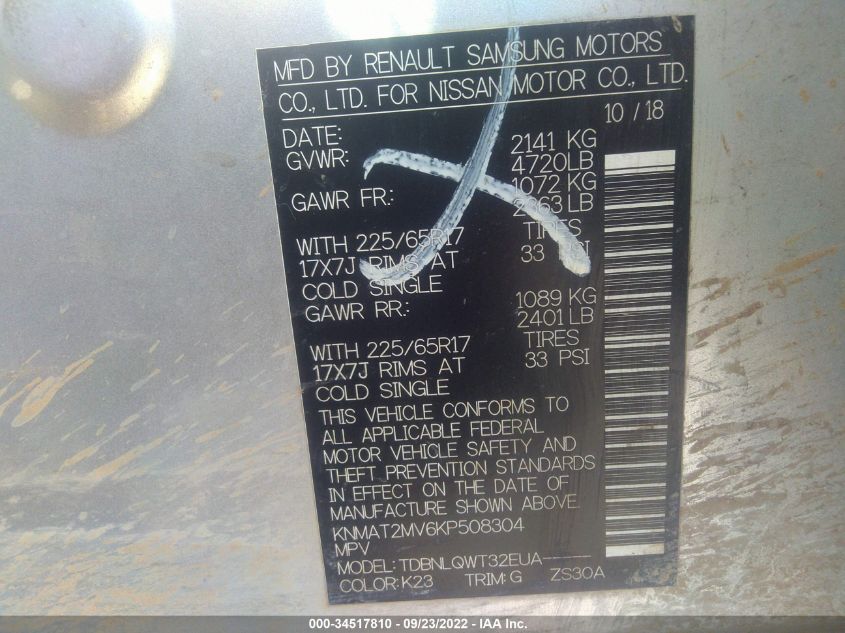 MFD BY RENAULT SAMSUNG MOTORS
CO., LTD. FOR NISSAN MOTOR CO., LTD.
10 / 18
DATE:
GVWR: 2141 KG
4720LB
GAWR FR.: 1072 KG
2363 LB
WITH 225/65R17 TIRES
17X7J RIMS AT 33 PSI
COLD SINGLE
GAWR RR.: 1089 KG
2401 LB
WITH 225/65R17 TIRES
17X7J RIMS AT 33 PSI
COLD SINGLE
THIS VEHICLE CONFORMS TO
ALL APPLICABLE FEDERAL
MOTOR VEHICLE SAFETY AND
THEFT PREVENTION STANDARDS
IN EFFECT ON THE DATE OF
MANUFACTURE SHOWN ABOVE.
KNMAT2MV6KP508304
MPV
MODEL: TDBNLQWT32EUA-------
COLOR:K23 TRIM:G ZS30A
000-34517810 - 09/23/2022 - IAA Inc.